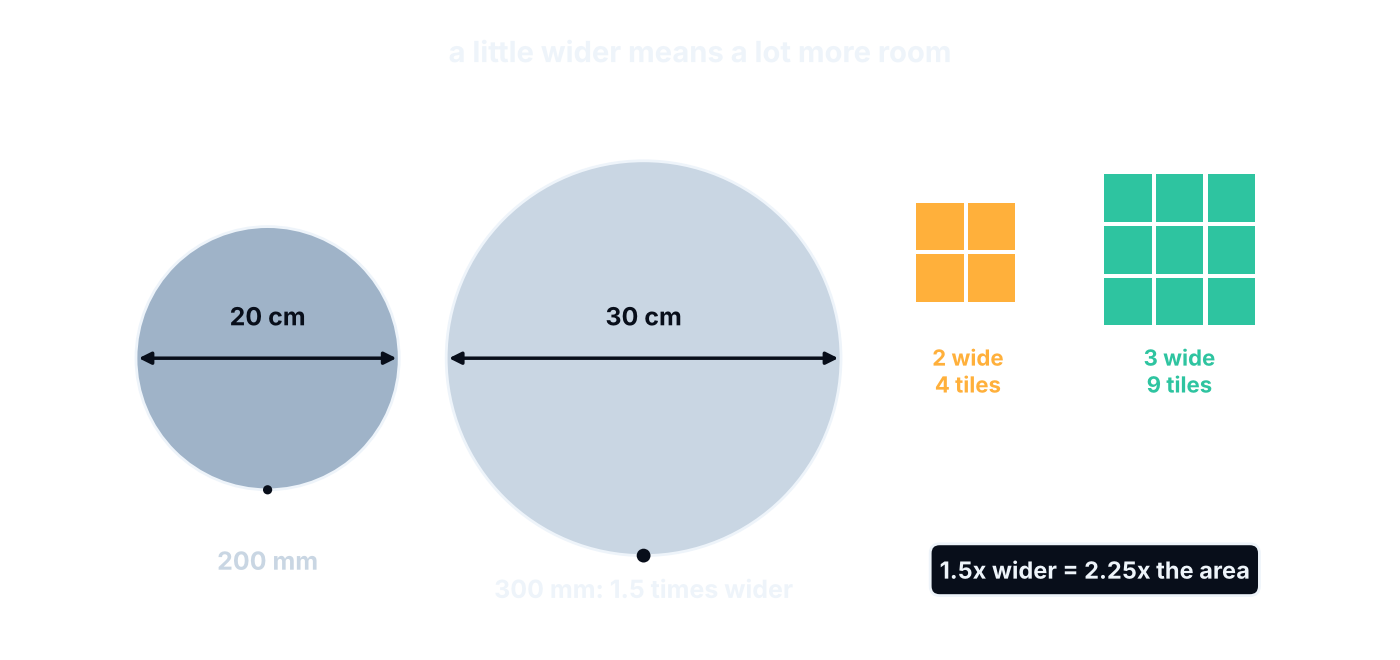 a little wider means a lot more room
20 cm
30 cm
2 wide
4 tiles
3 wide
9 tiles
200 mm
300 mm: 1.5 times wider
1.5x wider = 2.25x the area